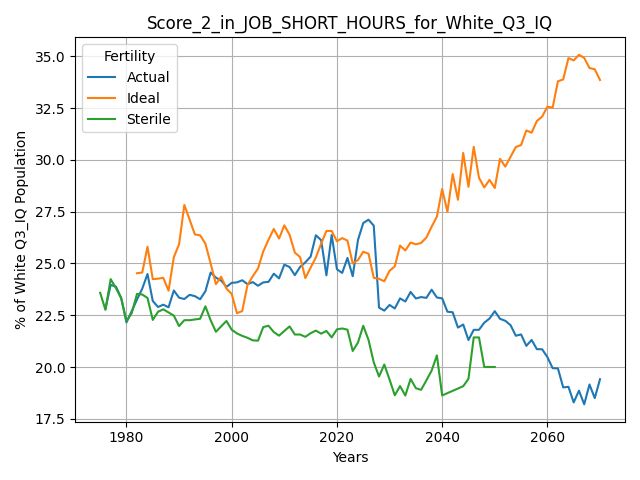 Score_2_in_JOB_SHORT_HOURS_for_White_Q3_IQ
Fertility
Actual
Ideal
Sterile
% of White Q3_IQ Population
35.0
32.5
30.0
27.5
25.0
22.5
20.0
17.5
1980 2000 2020 2040 2060
Years